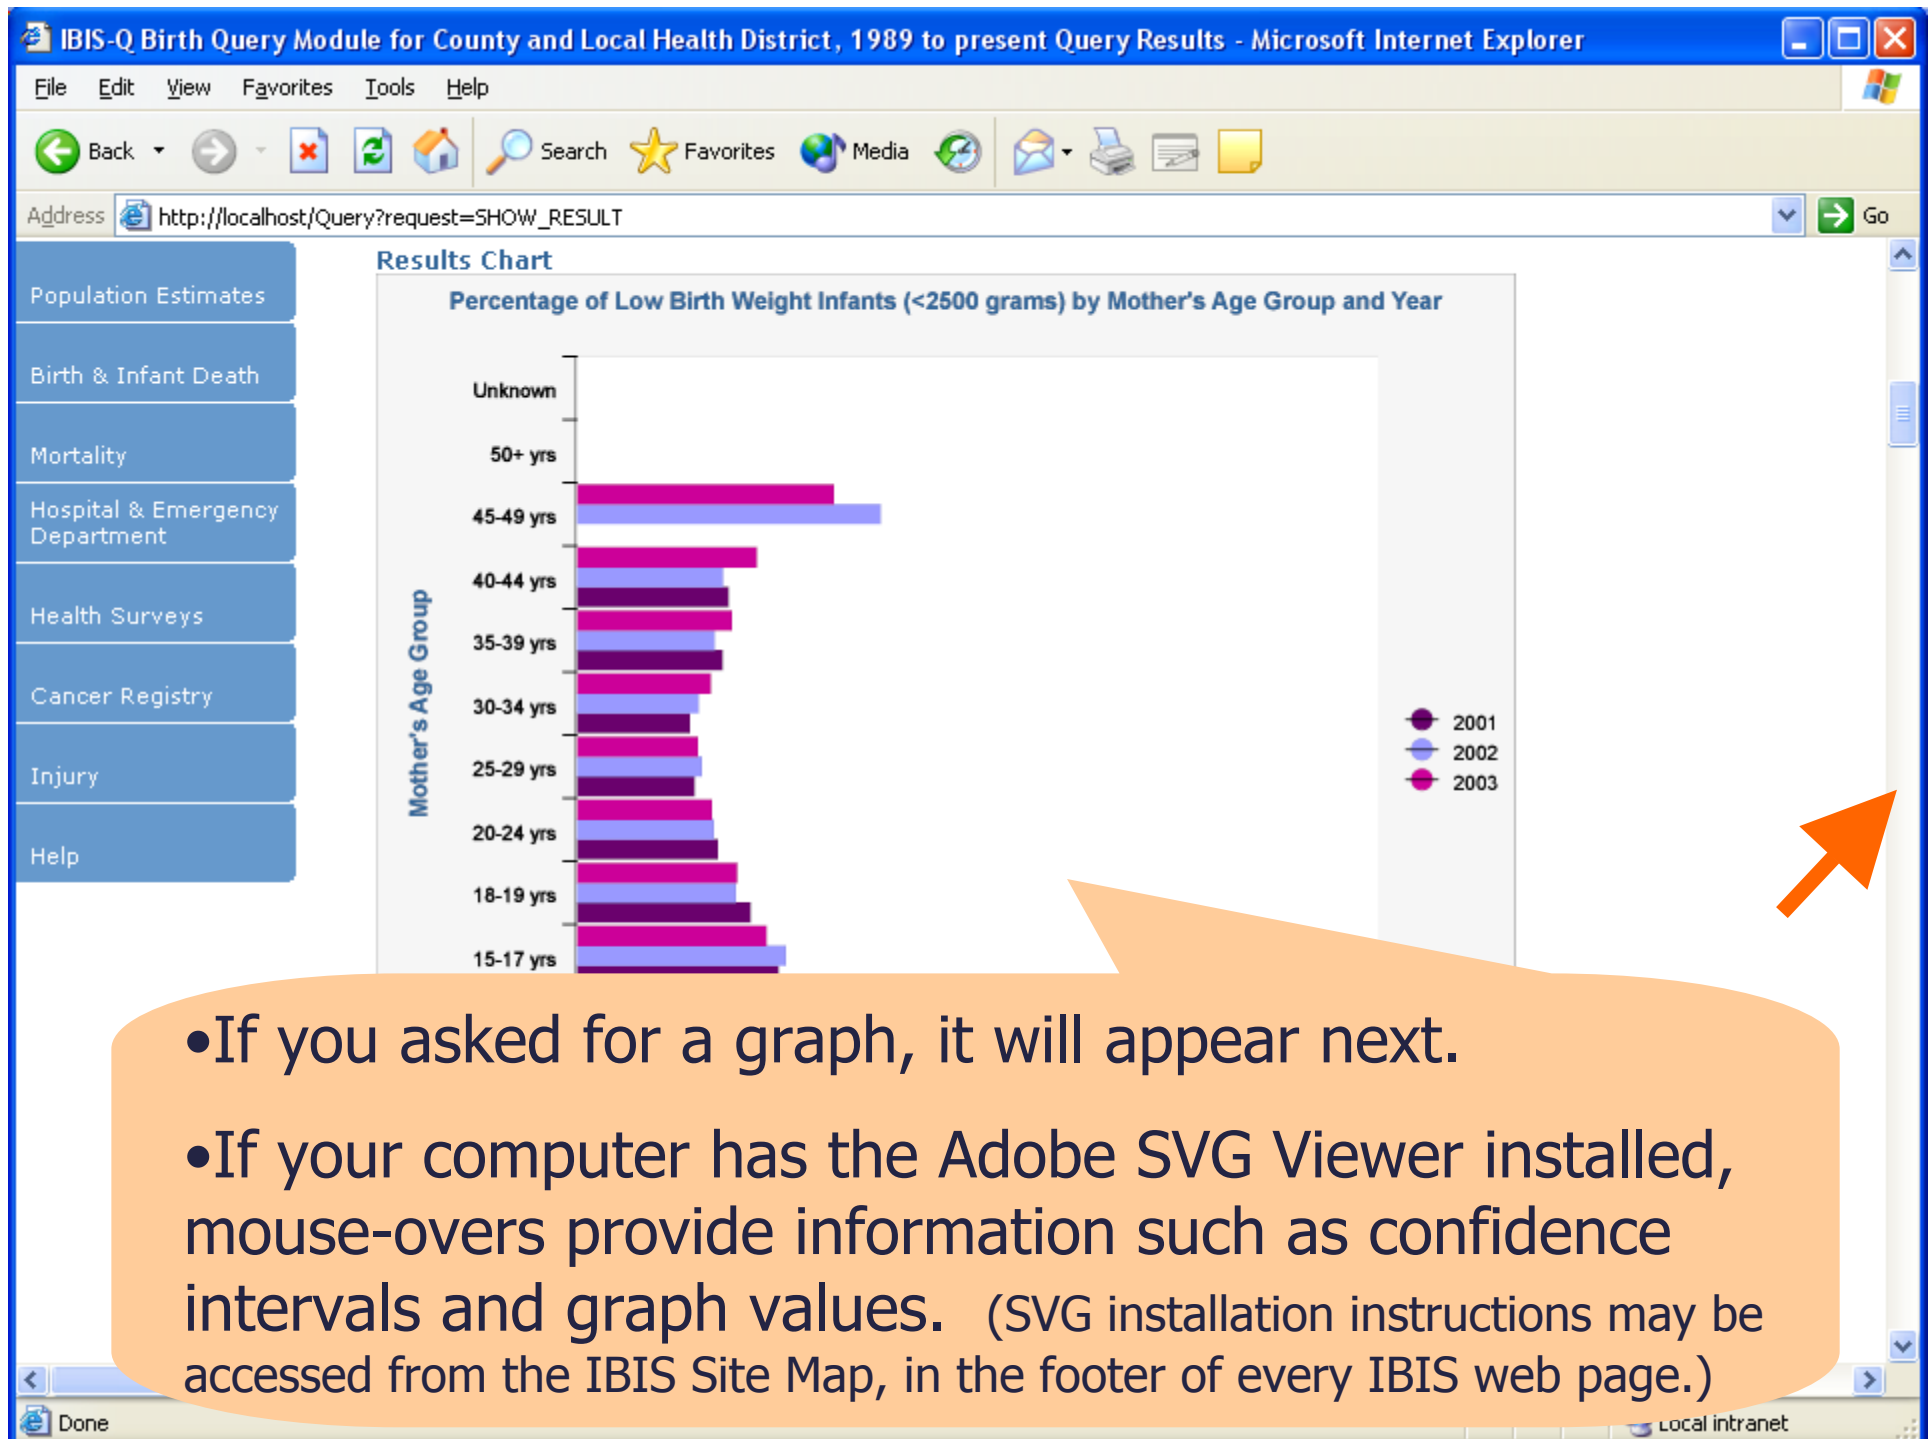 IBIS-Q Birth Query Module for County and Local Health District, 1989 to present Query Results - Microsoft Internet Explorer
File Edit View Favorites Tools Help
Back Search Favorites Media
Address http://localhost/Query?request=SHOW_RESULT Go
Population Estimates
Birth & Infant Death
Mortality
Hospital & Emergency
Department
Health Surveys
Cancer Registry
Injury
Help
Results Chart
Percentage of Low Birth Weight Infants (<2500 grams) by Mother's Age Group and Year
Mother's Age Group
Unknown
50+ yrs
45-49 yrs
40-44 yrs
35-39 yrs
30-34 yrs
25-29 yrs
20-24 yrs
18-19 yrs
15-17 yrs
2001
2002
2003
•If you asked for a graph, it will appear next.
•If your computer has the Adobe SVG Viewer installed,
mouse-overs provide information such as confidence
intervals and graph values. (SVG installation instructions may be
accessed from the IBIS Site Map, in the footer of every IBIS web page.)
Done Local intranet